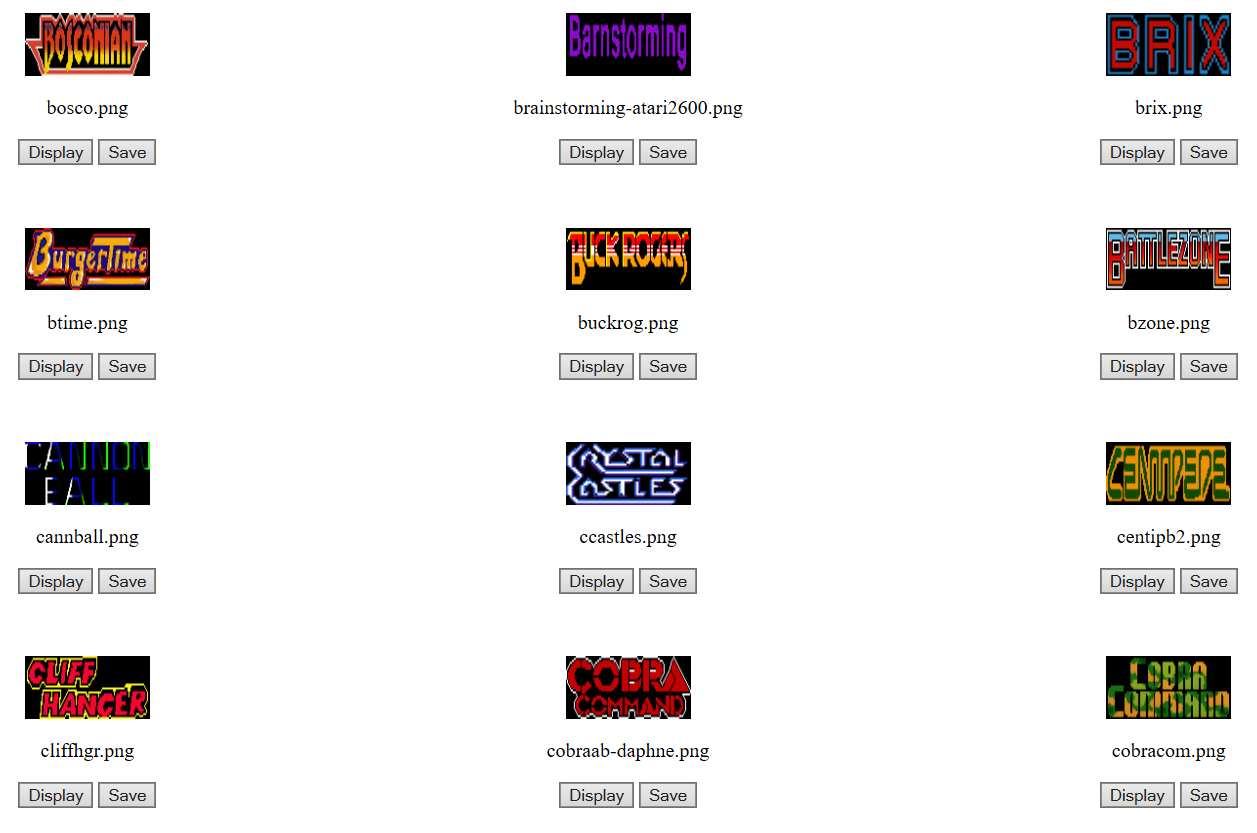 BOSCONIAN Barnstorming BRIX
bosco.png brainstorming-atari2600.png brix.png
Display Save Display Save Display Save
BurgerTime BUCK ROGERS BATTLEZONE
btime.png buckrog.png bzone.png
Display Save Display Save Display Save
CANNON CRYSTAL CENTIPEDE
BALL CASTLES
cannball.png ccastles.png centipb2.png
Display Save Display Save Display Save
CLIFF COBRA COBRA
HANGER COMMAND COMMAND
cliffhgr.png cobraab-daphne.png cobracom.png
Display Save Display Save Display Save